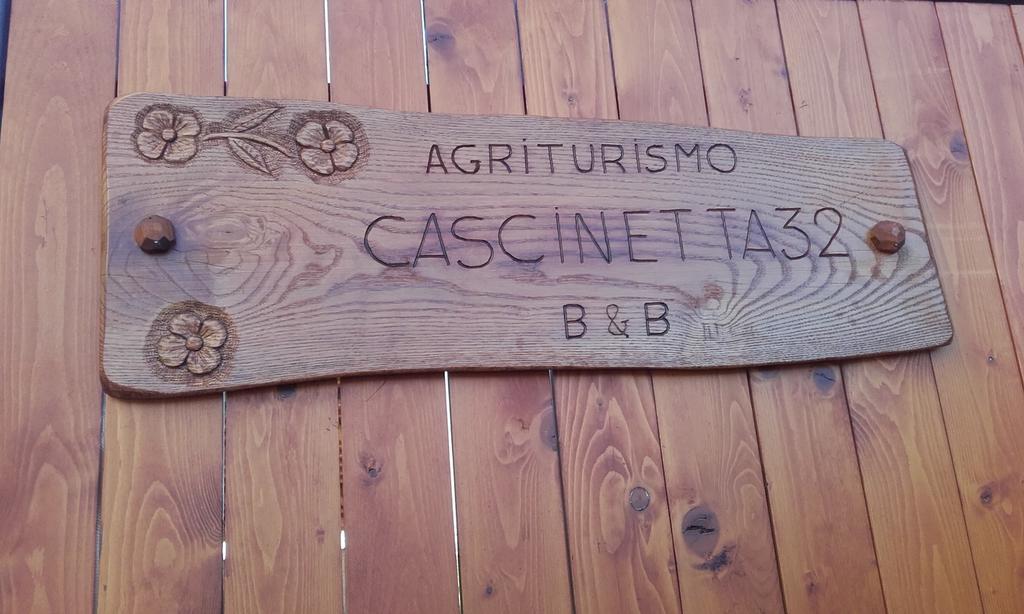 AGRiTURiSMO
CASCiNETTA32
B & B